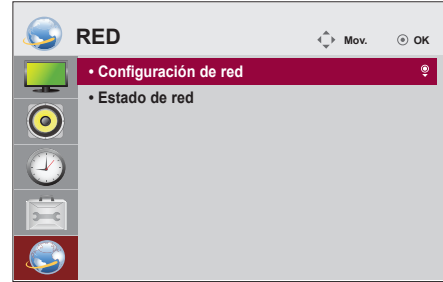 RED
Mov.
OK
• Configuración de red
• Estado de red